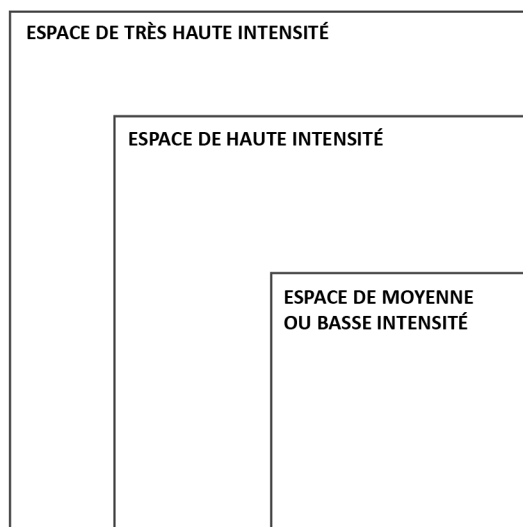 ESPACE DE TRÈS HAUTE INTENSITÉ
ESPACE DE HAUTE INTENSITÉ
ESPACE DE MOYENNE
OU BASSE INTENSITÉ